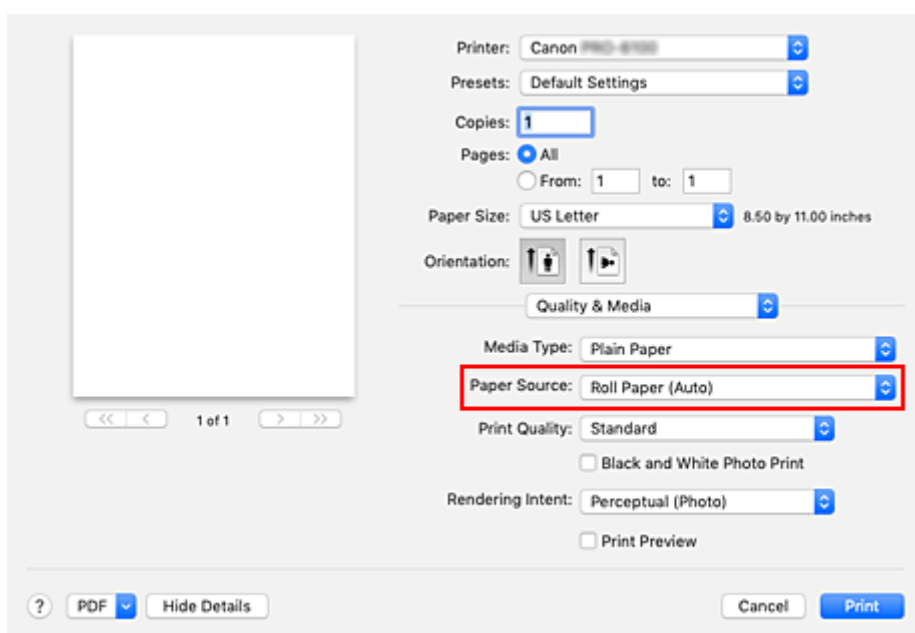 Printer: Canon
Presets: Default Settings
Copies: 1
Pages: All
From: 1 to: 1
Paper Size: US Letter 8.50 by 11.00 inches
Orientation:
Quality & Media
Media Type: Plain Paper
Paper Source: Roll Paper (Auto)
<< < 1 of 1 > >>
Print Quality: Standard
Black and White Photo Print
Rendering Intent: Perceptual (Photo)
Print Preview
? PDF Hide Details Cancel Print